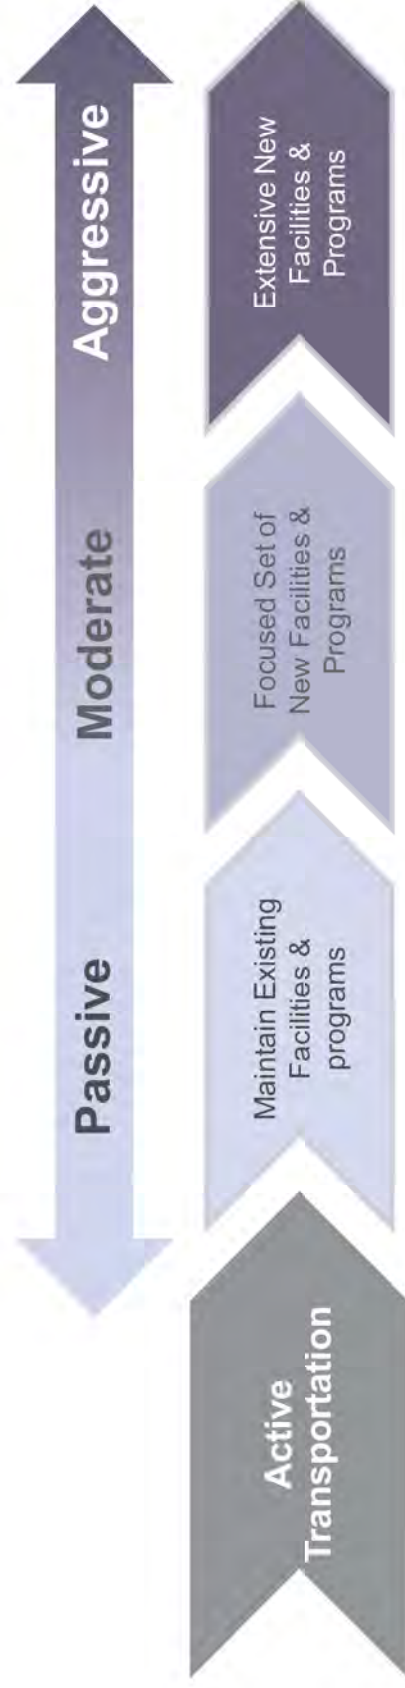 Passive
Moderate
Aggressive
Active
Transportation
Maintain Existing
Facilities &
programs
Focused Set of
New Facilities &
Programs
Extensive New
Facilities &
Programs